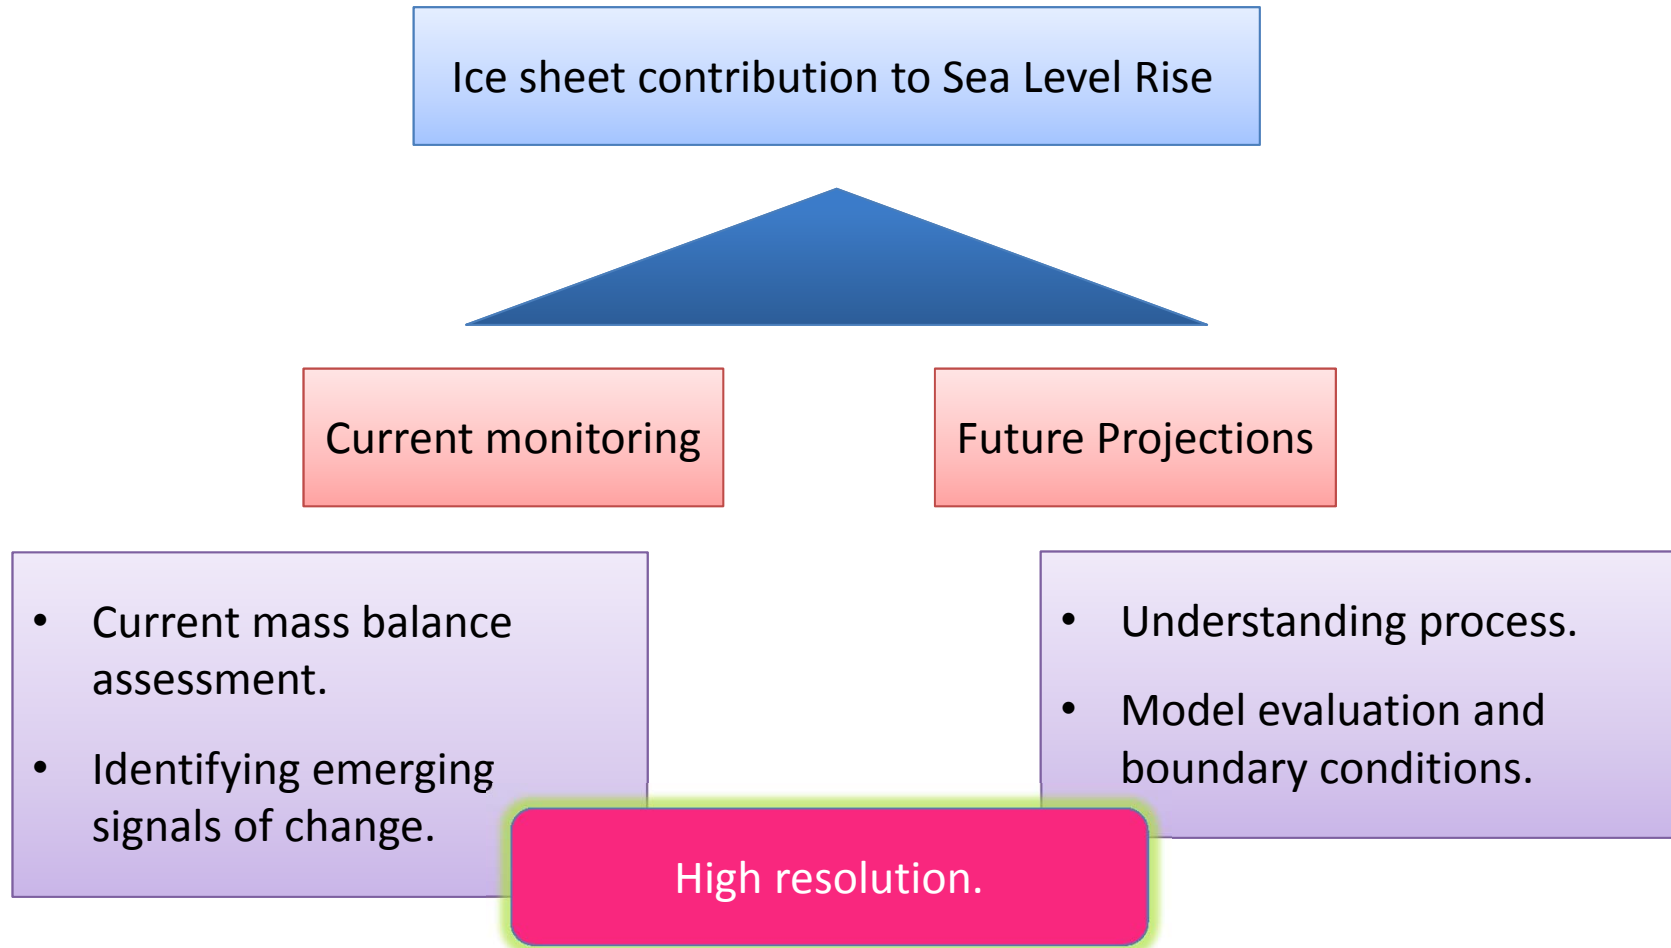 Ice sheet contribution to Sea Level Rise
Current monitoring
Future Projections
• Current mass balance
assessment.
• Identifying emerging
signals of change.
• Understanding process.
• Model evaluation and
boundary conditions.
High resolution.